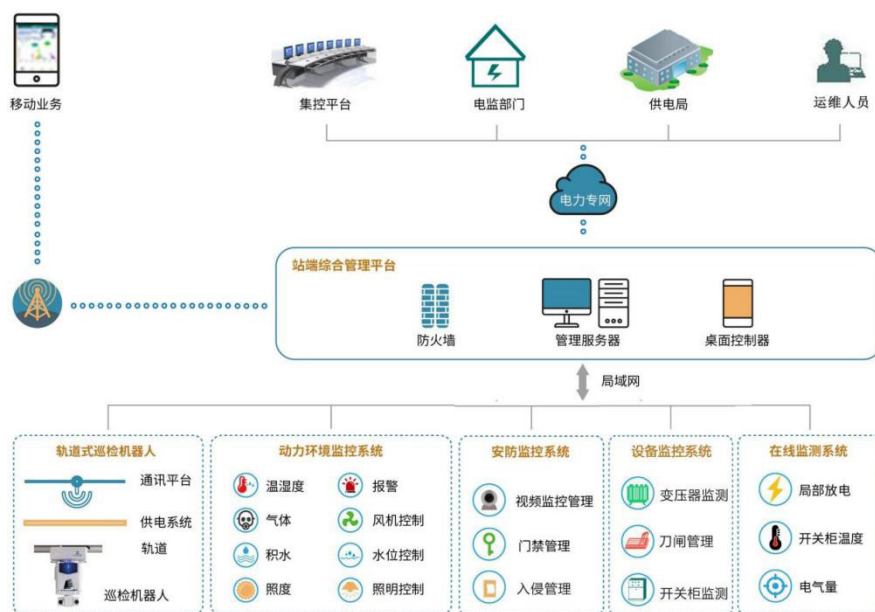 移动业务
集控平台
电监部门
供电局
运维人员
电力专网
站端综合管理平台
防火墙
管理服务器
桌面控制器
局域网
轨道式巡检机器人
通讯平台
供电系统
轨道
巡检机器人
动力环境监控系统
温湿度
报警
气体
风机控制
积水
水位控制
照度
照明控制
安防监控系统
视频监控管理
门禁管理
入侵管理
设备监控系统
变压器监测
刀闸管理
开关柜监测
在线监测系统
局部放电
开关柜温度
电气量